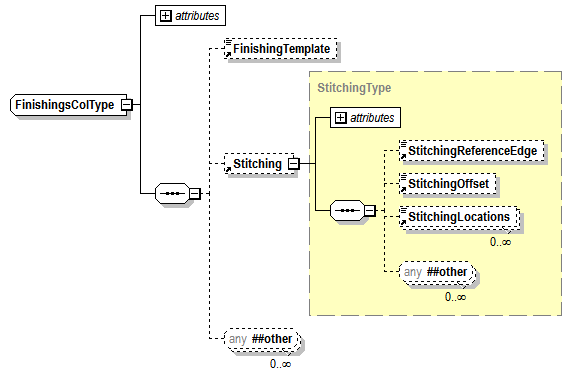 attributes
FinishingTemplate
StitchingType
FinishingsColType
attributes
StitchingReferenceEdge
Stitching
StitchingOffset
StitchingLocations
0..∞
any ##other
0..∞
any ##other
0..∞